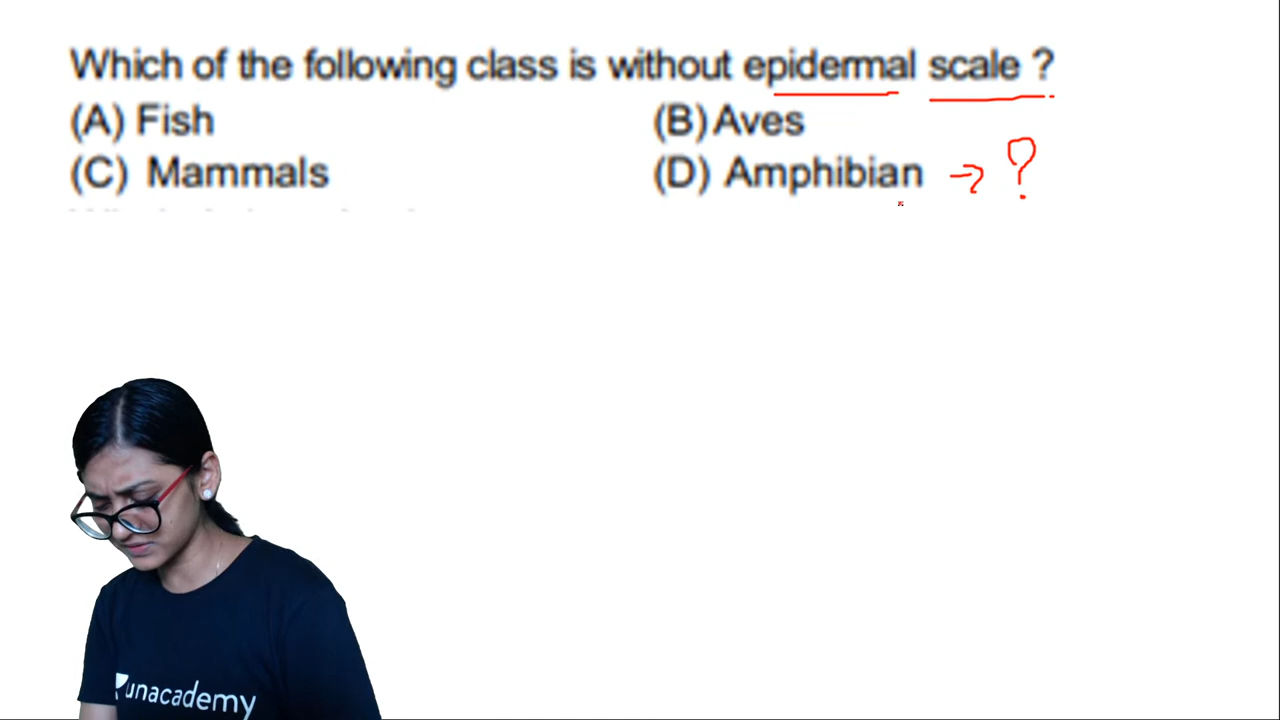 Which of the following class is without epidermal scale ?
(A) Fish (B) Aves
(C) Mammals (D) Amphibian → ?
unacademy